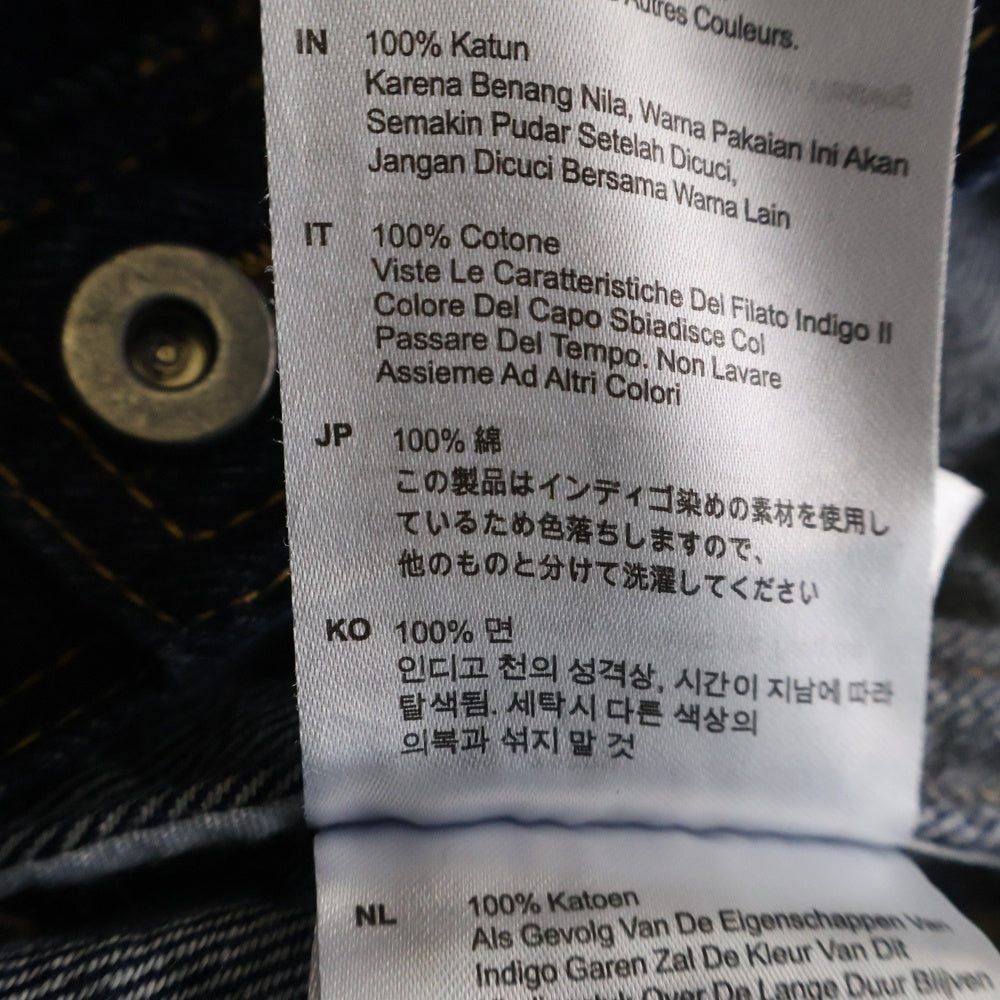 Autres Couleurs.
IN 100% Katun
Karena Benang Nila, Warna Pakaian Ini Akan
Semakin Pudar Setelah Dicuci,
Jangan Dicuci Bersama Warna Lain
IT 100% Cotone
Viste Le Caratteristiche Del Filato Indigo Il
Colore Del Capo Sbiadisce Col
Passare Del Tempo. Non Lavare
Assieme Ad Altri Colori
JP 100% 綿
この製品はインディゴ染めの素材を使用し
ているため色落ちしますので、
他のものと分けて洗濯してください
KO 100% 면
인디고 천의 성격상, 시간이 지남에 따라
탈색됨. 세탁시 다른 색상의
의복과 섞지 말 것
NL 100% Katoen
Als Gevolg Van De Eigenschappen Van
Indigo Garen Zal De Kleur Van Dit
Over De Lange Duur Blijven